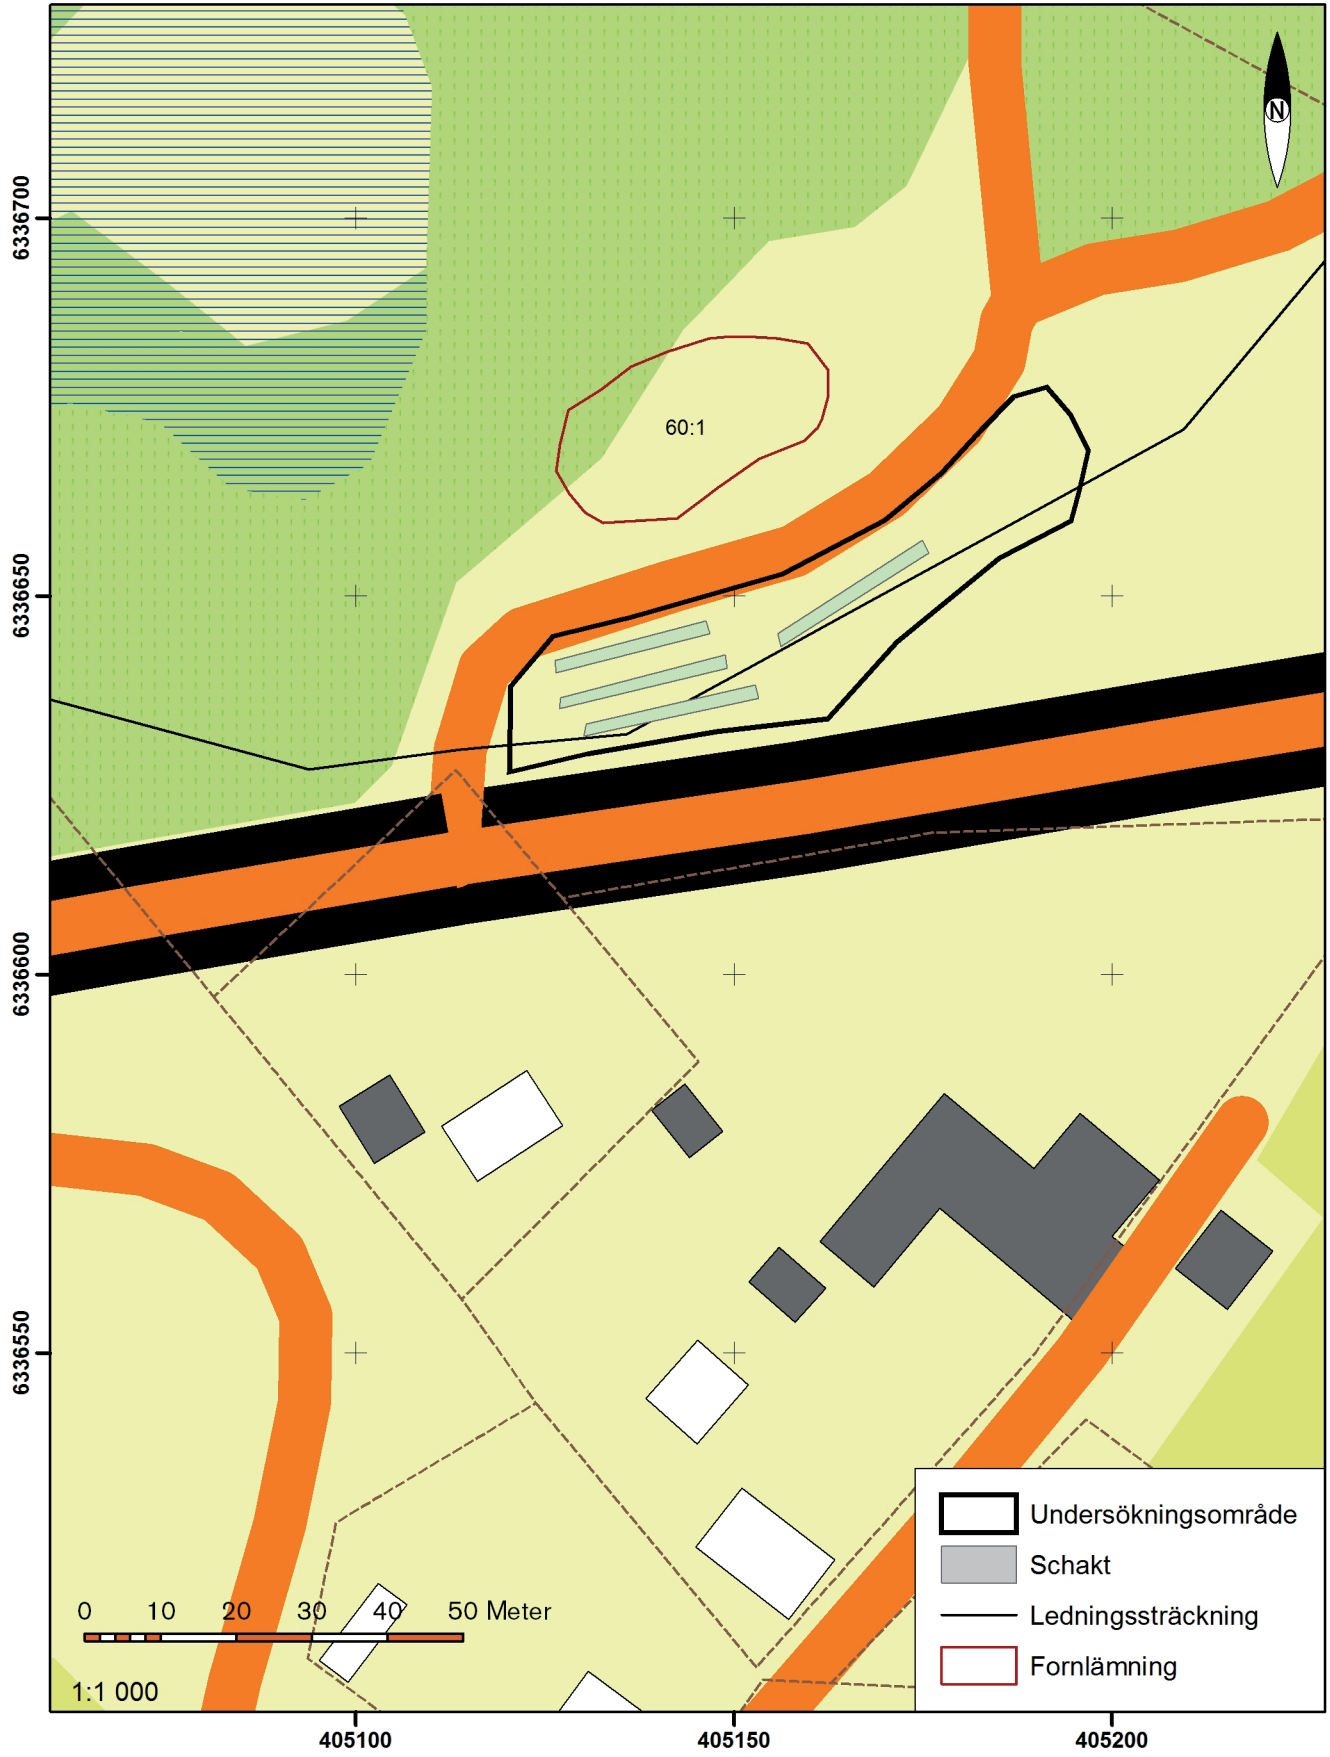 N
6336700
60:1
6336650
6336600
6336550
Undersökningsområde
Schakt
Ledningssträckning
Fornlämning
0 10 20 30 40 50 Meter
1:1 000
405100 405150 405200